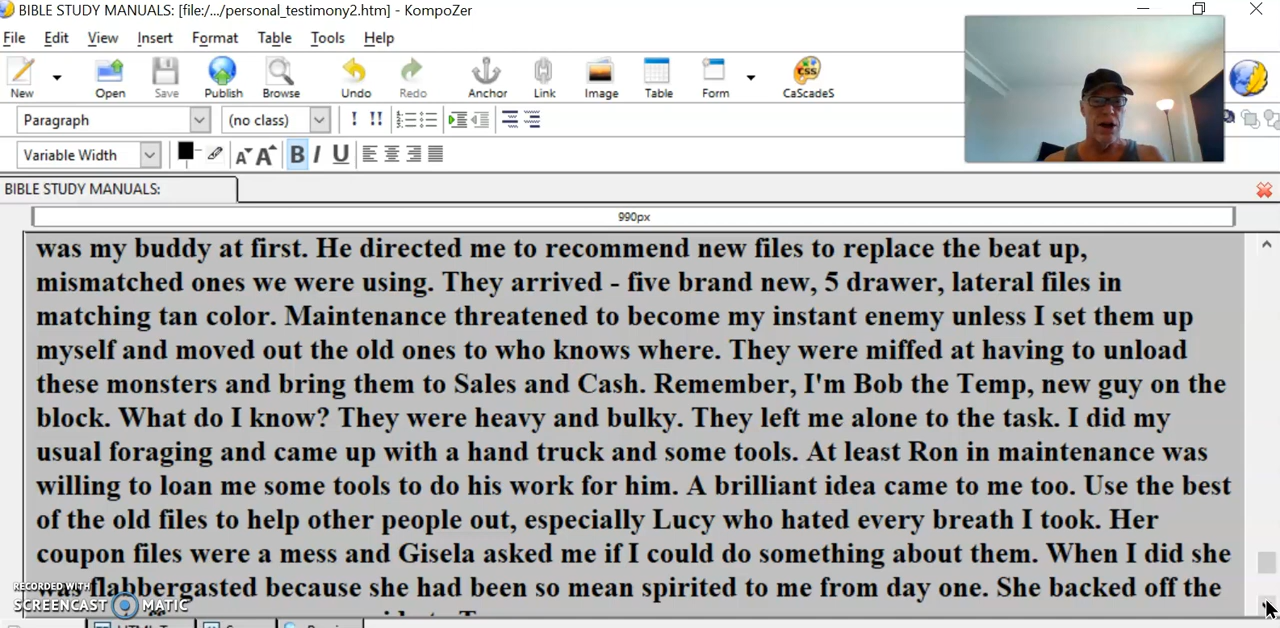 BIBLE STUDY MANUALS: [file:/.../personal_testimony2.htm] - KompoZer
File Edit View Insert Format Table Tools Help
New Open Save Publish Browse Undo Redo Anchor Link Image Table Form CaScadeS
Paragraph (no class)
Variable Width B I U
BIBLE STUDY MANUALS:
990px
was my buddy at first. He directed me to recommend new files to replace the beat up,
mismatched ones we were using. They arrived - five brand new, 5 drawer, lateral files in
matching tan color. Maintenance threatened to become my instant enemy unless I set them up
myself and moved out the old ones to who knows where. They were miffed at having to unload
these monsters and bring them to Sales and Cash. Remember, I'm Bob the Temp, new guy on the
block. What do I know? They were heavy and bulky. They left me alone to the task. I did my
usual foraging and came up with a hand truck and some tools. At least Ron in maintenance was
willing to loan me some tools to do his work for him. A brilliant idea came to me too. Use the best
of the old files to help other people out, especially Lucy who hated every breath I took. Her
coupon files were a mess and Gisela asked me if I could do something about them. When I did she
was flabbergasted because she had been so mean spirited to me from day one. She backed off the
RECORDED WITH
SCREENCAST MATIC